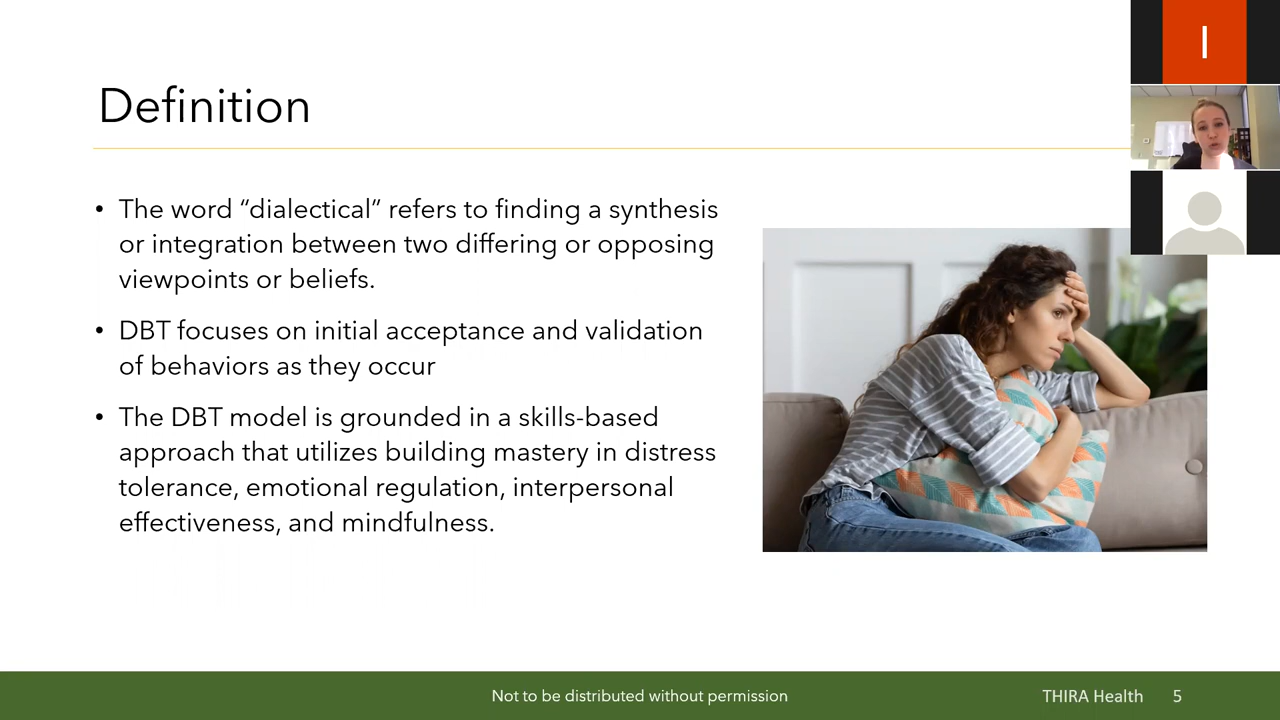 I
Definition
• The word “dialectical” refers to finding a synthesis
or integration between two differing or opposing
viewpoints or beliefs.
• DBT focuses on initial acceptance and validation
of behaviors as they occur
• The DBT model is grounded in a skills-based
approach that utilizes building mastery in distress
tolerance, emotional regulation, interpersonal
effectiveness, and mindfulness.
Not to be distributed without permission
THIRA Health 5